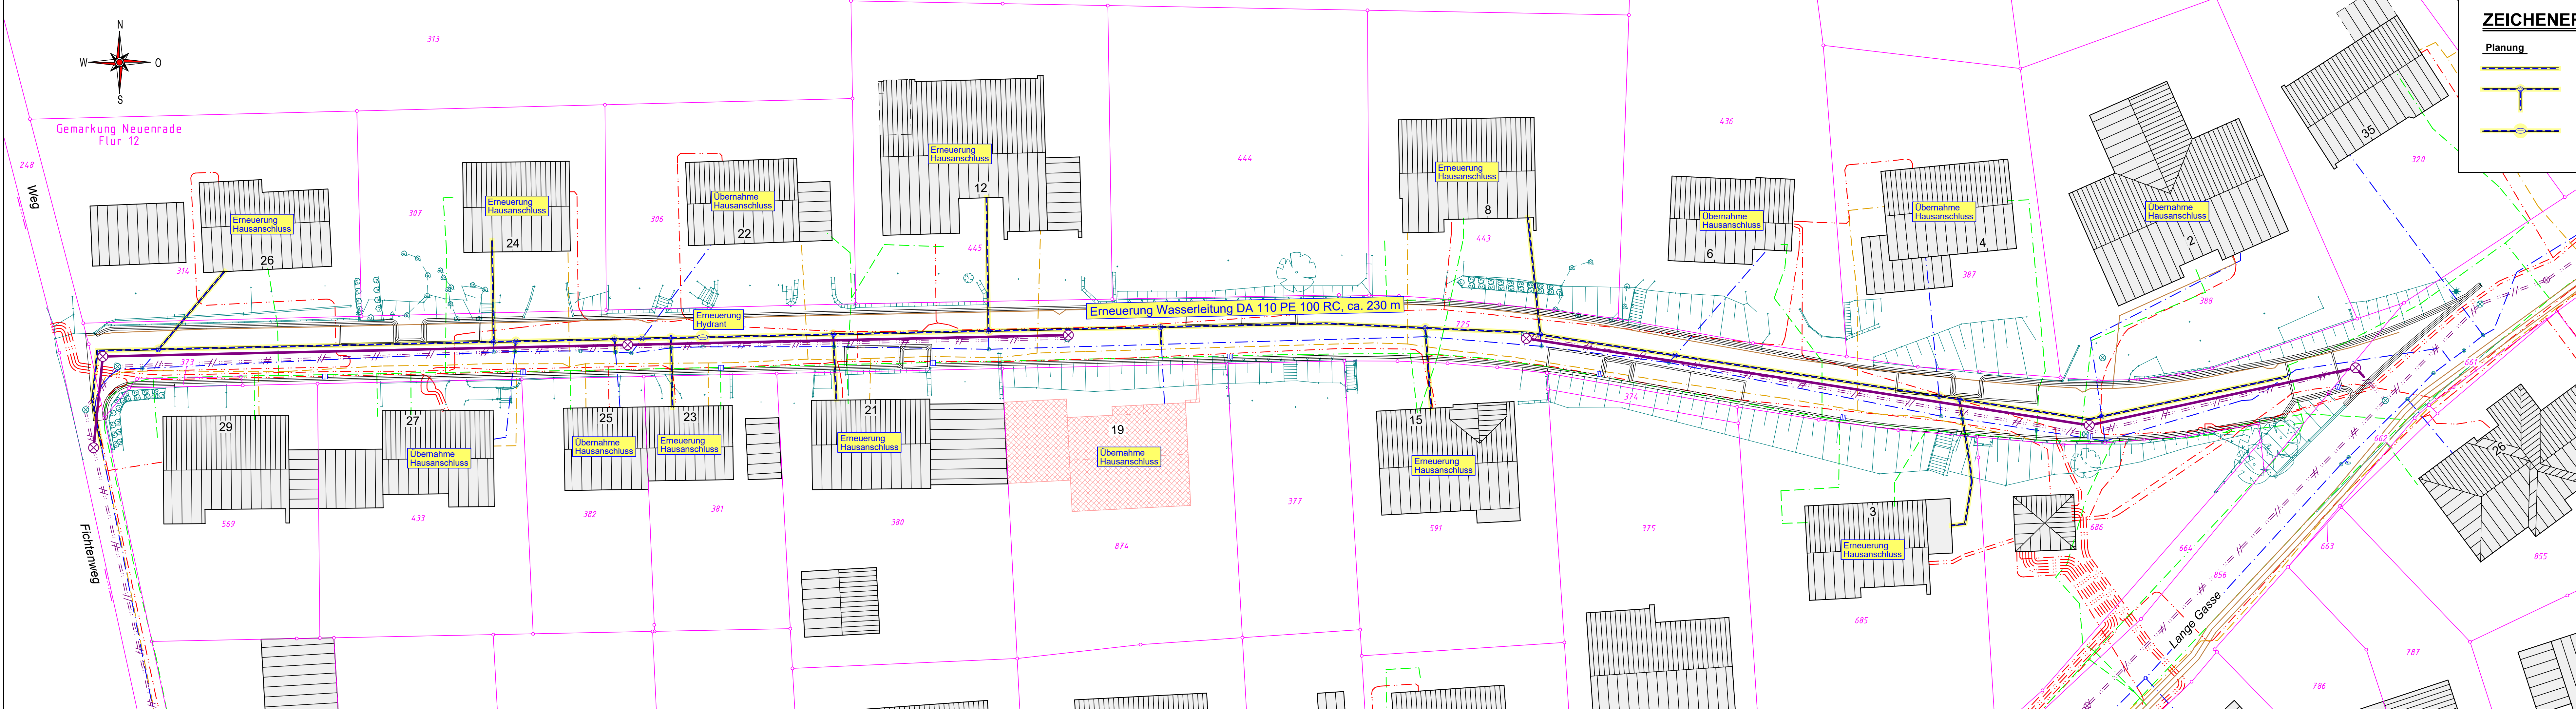 N
W
O
S
Gemarkung Neuenrade
Flur 12
313
248
Weg
314
307
306
445
444
443
436
387
388
320
Erneuerung
Hausanschluss
26
Erneuerung
Hausanschluss
24
Übernahme
Hausanschluss
22
Erneuerung
Hausanschluss
12
Erneuerung
Hausanschluss
8
Übernahme
Hausanschluss
6
Übernahme
Hausanschluss
4
Übernahme
Hausanschluss
2
35
ZEICHENER
Planung
Erneuerung
Hydrant
Erneuerung Wasserleitung DA 110 PE 100 RC, ca. 230 m
725
373
374
661
662
29
27
Übernahme
Hausanschluss
25
Übernahme
Hausanschluss
23
Erneuerung
Hausanschluss
21
Erneuerung
Hausanschluss
19
Übernahme
Hausanschluss
15
Erneuerung
Hausanschluss
3
Erneuerung
Hausanschluss
26
569
433
382
381
380
874
377
591
375
685
686
664
856
663
855
787
786
Fichtenweg
Lange Gasse